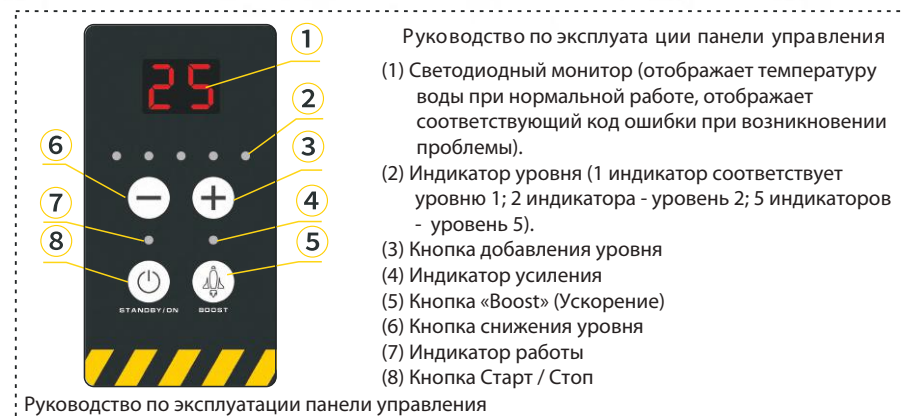 Руководство по эксплуата ции панели управления
(1) Светодиодный монитор (отображает температуру
воды при нормальной работе, отображает
соответствующий код ошибки при возникновении
проблемы).
(2) Индикатор уровня (1 индикатор соответствует
уровню 1; 2 индикатора - уровень 2; 5 индикаторов
- уровень 5).
(3) Кнопка добавления уровня
(4) Индикатор усиления
(5) Кнопка «Boost» (Ускорение)
(6) Кнопка снижения уровня
(7) Индикатор работы
(8) Кнопка Старт / Стоп
25
1
2
6
3
7
4
8
5
STANDBY/ON BOOST
Руководство по эксплуатации панели управления